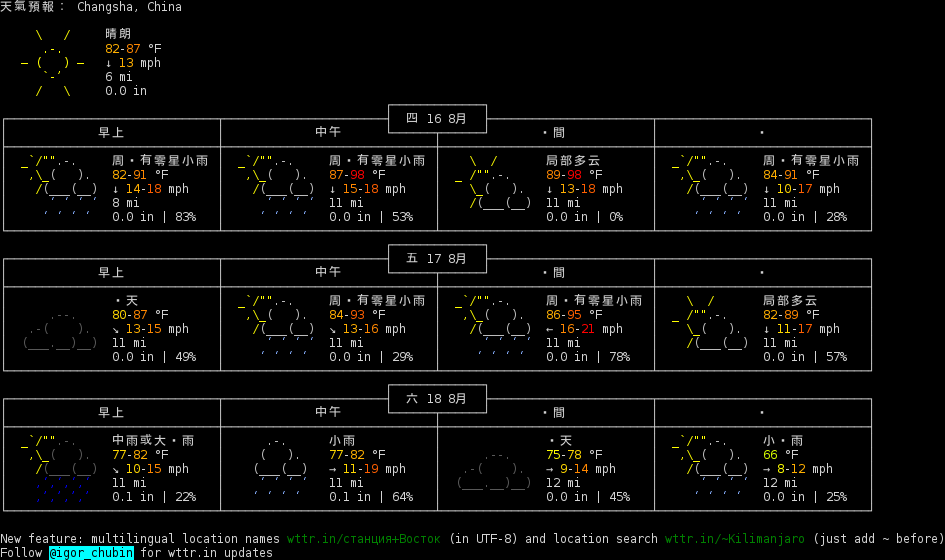 天氣預報： Changsha, China
晴朗
82-87 °F
↓ 13 mph
6 mi
0.0 in
四 16 8月
早上 中午 ·間 ·
周·有零星小雨 周·有零星小雨 局部多云 周·有零星小雨
82-91 °F 87-98 °F 89-98 °F 84-91 °F
↓ 14-18 mph ↓ 15-18 mph ↓ 13-18 mph ↓ 10-17 mph
8 mi 11 mi 11 mi 11 mi
0.0 in | 83% 0.0 in | 53% 0.0 in | 0% 0.0 in | 28%
五 17 8月
早上 中午 ·間 ·
·天 周·有零星小雨 周·有零星小雨 局部多云
80-87 °F 84-93 °F 86-95 °F 82-89 °F
↘ 13-15 mph ↘ 13-16 mph ← 16-21 mph ↓ 11-17 mph
11 mi 11 mi 11 mi 11 mi
0.0 in | 49% 0.0 in | 29% 0.0 in | 78% 0.0 in | 57%
六 18 8月
早上 中午 ·間 ·
中雨或大·雨 小雨 ·天 小·雨
77-82 °F 77-82 °F 75-78 °F 66 °F
↘ 10-15 mph → 11-19 mph → 9-14 mph → 8-12 mph
11 mi 11 mi 12 mi 12 mi
0.1 in | 22% 0.1 in | 64% 0.0 in | 45% 0.0 in | 25%
New feature: multilingual location names wttr.in/станция+Восток (in UTF-8) and location search wttr.in/~Kilimanjaro (just add ~ before)
Follow @igor_chubin for wttr.in updates